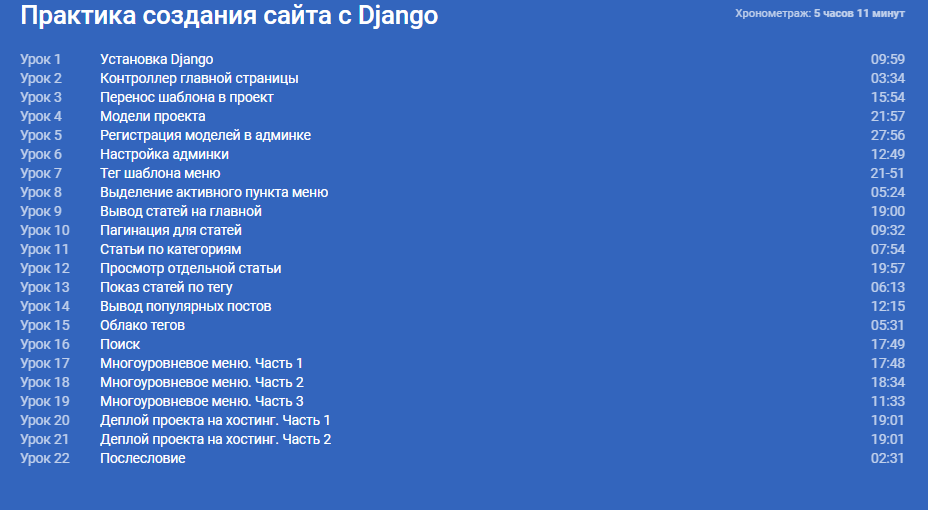 Практика создания сайта с Django Хронометраж: 5 часов 11 минут
Урок 1 Установка Django 09:59
Урок 2 Контроллер главной страницы 03:34
Урок 3 Перенос шаблона в проект 15:54
Урок 4 Модели проекта 21:57
Урок 5 Регистрация моделей в админке 27:56
Урок 6 Настройка админки 12:49
Урок 7 Тег шаблона меню 21-51
Урок 8 Выделение активного пункта меню 05:24
Урок 9 Вывод статей на главной 19:00
Урок 10 Пагинация для статей 09:32
Урок 11 Статьи по категориям 07:54
Урок 12 Просмотр отдельной статьи 19:57
Урок 13 Показ статей по тегу 06:13
Урок 14 Вывод популярных постов 12:15
Урок 15 Облако тегов 05:31
Урок 16 Поиск 17:49
Урок 17 Многоуровневое меню. Часть 1 17:48
Урок 18 Многоуровневое меню. Часть 2 18:34
Урок 19 Многоуровневое меню. Часть 3 11:33
Урок 20 Деплой проекта на хостинг. Часть 1 19:01
Урок 21 Деплой проекта на хостинг. Часть 2 19:01
Урок 22 Послесловие 02:31